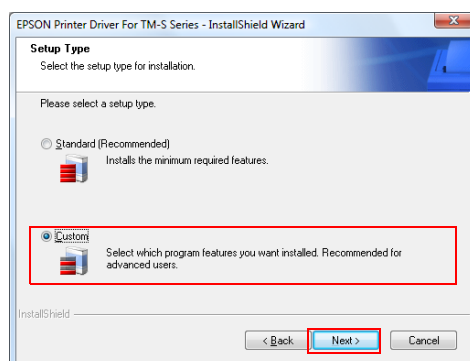 EPSON Printer Driver For TM-S Series - InstallShield Wizard
Setup Type
Select the setup type for installation.
Please select a setup type.
Standard (Recommended)
Installs the minimum required features.
Custom
Select which program features you want installed. Recommended for
advanced users.
InstallShield
< Back Next > Cancel